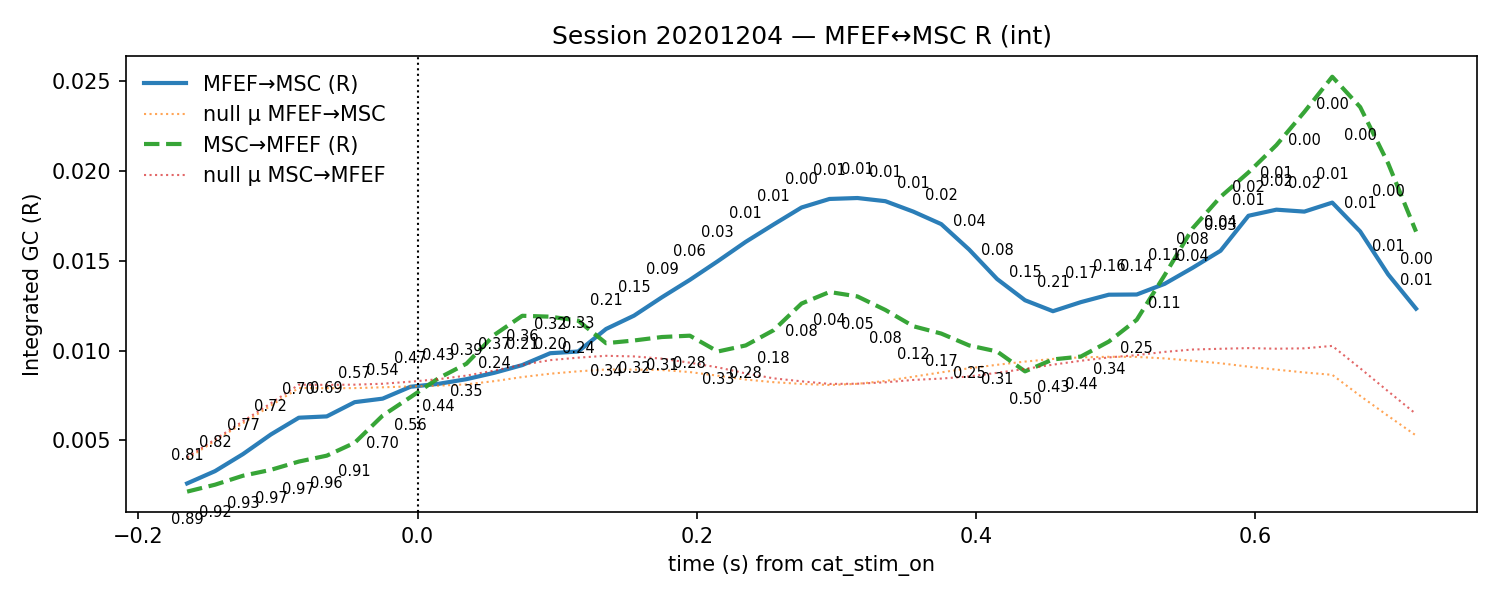 Session 20201204 — MFEF↔MSC R (int)
Integrated GC (R)
0.025
0.020
0.015
0.010
0.005
MFEF→MSC (R)
null μ MFEF→MSC
MSC→MFEF (R)
null μ MSC→MFEF
0.81 0.82 0.77 0.72 0.70 0.69 0.57 0.54 0.47 0.43 0.39 0.37 0.21 0.20 0.24 0.21 0.15 0.09 0.06 0.03 0.01 0.01 0.00 0.01 0.01 0.01 0.01 0.02 0.04 0.08 0.15 0.21 0.17 0.16 0.14 0.11 0.04 0.03 0.01 0.01 0.02 0.01 0.01 0.01 0.01
0.89 0.92 0.93 0.97 0.97 0.96 0.91 0.70 0.56 0.44 0.35 0.24 0.36 0.32 0.33 0.34 0.32 0.31 0.28 0.33 0.28 0.18 0.08 0.04 0.05 0.08 0.12 0.17 0.25 0.31 0.50 0.43 0.44 0.34 0.25 0.11 0.08 0.04 0.02 0.02 0.00 0.00 0.00 0.00 0.00
−0.2
0.0
0.2
0.4
0.6
time (s) from cat_stim_on